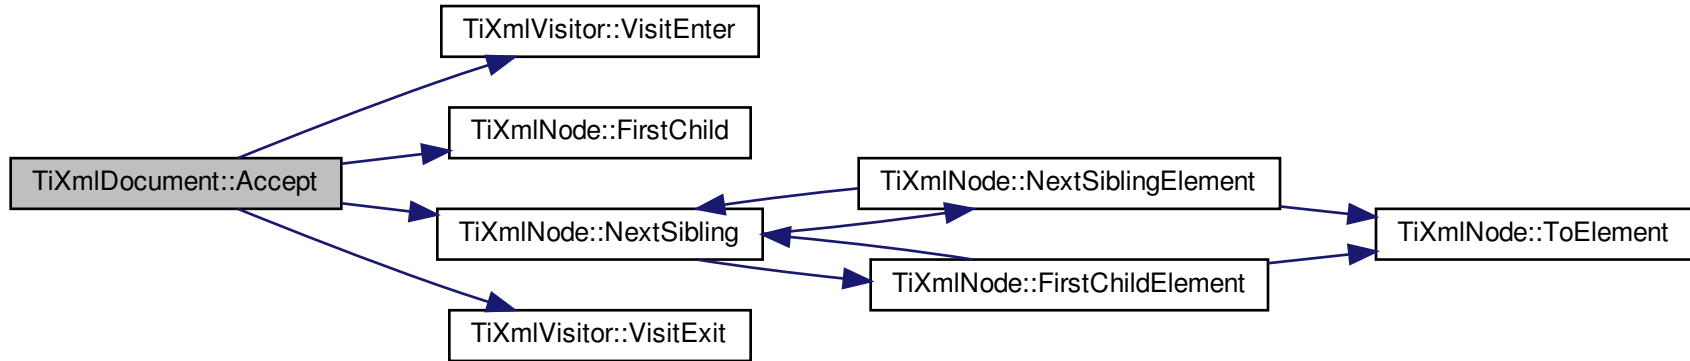 TiXmlVisitor::VisitEnter
TiXmlNode::FirstChild
TiXmlDocument::Accept
TiXmlNode::NextSiblingElement
TiXmlNode::NextSibling
TiXmlNode::ToElement
TiXmlNode::FirstChildElement
TiXmlVisitor::VisitExit